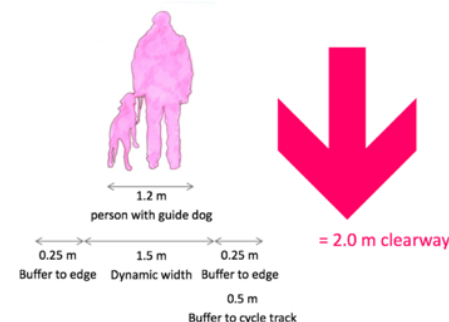 1.2 m
person with guide dog
= 2.0 m clearway
0.25 m 1.5 m 0.25 m
Buffer to edge Dynamic width Buffer to edge
0.5 m
Buffer to cycle track